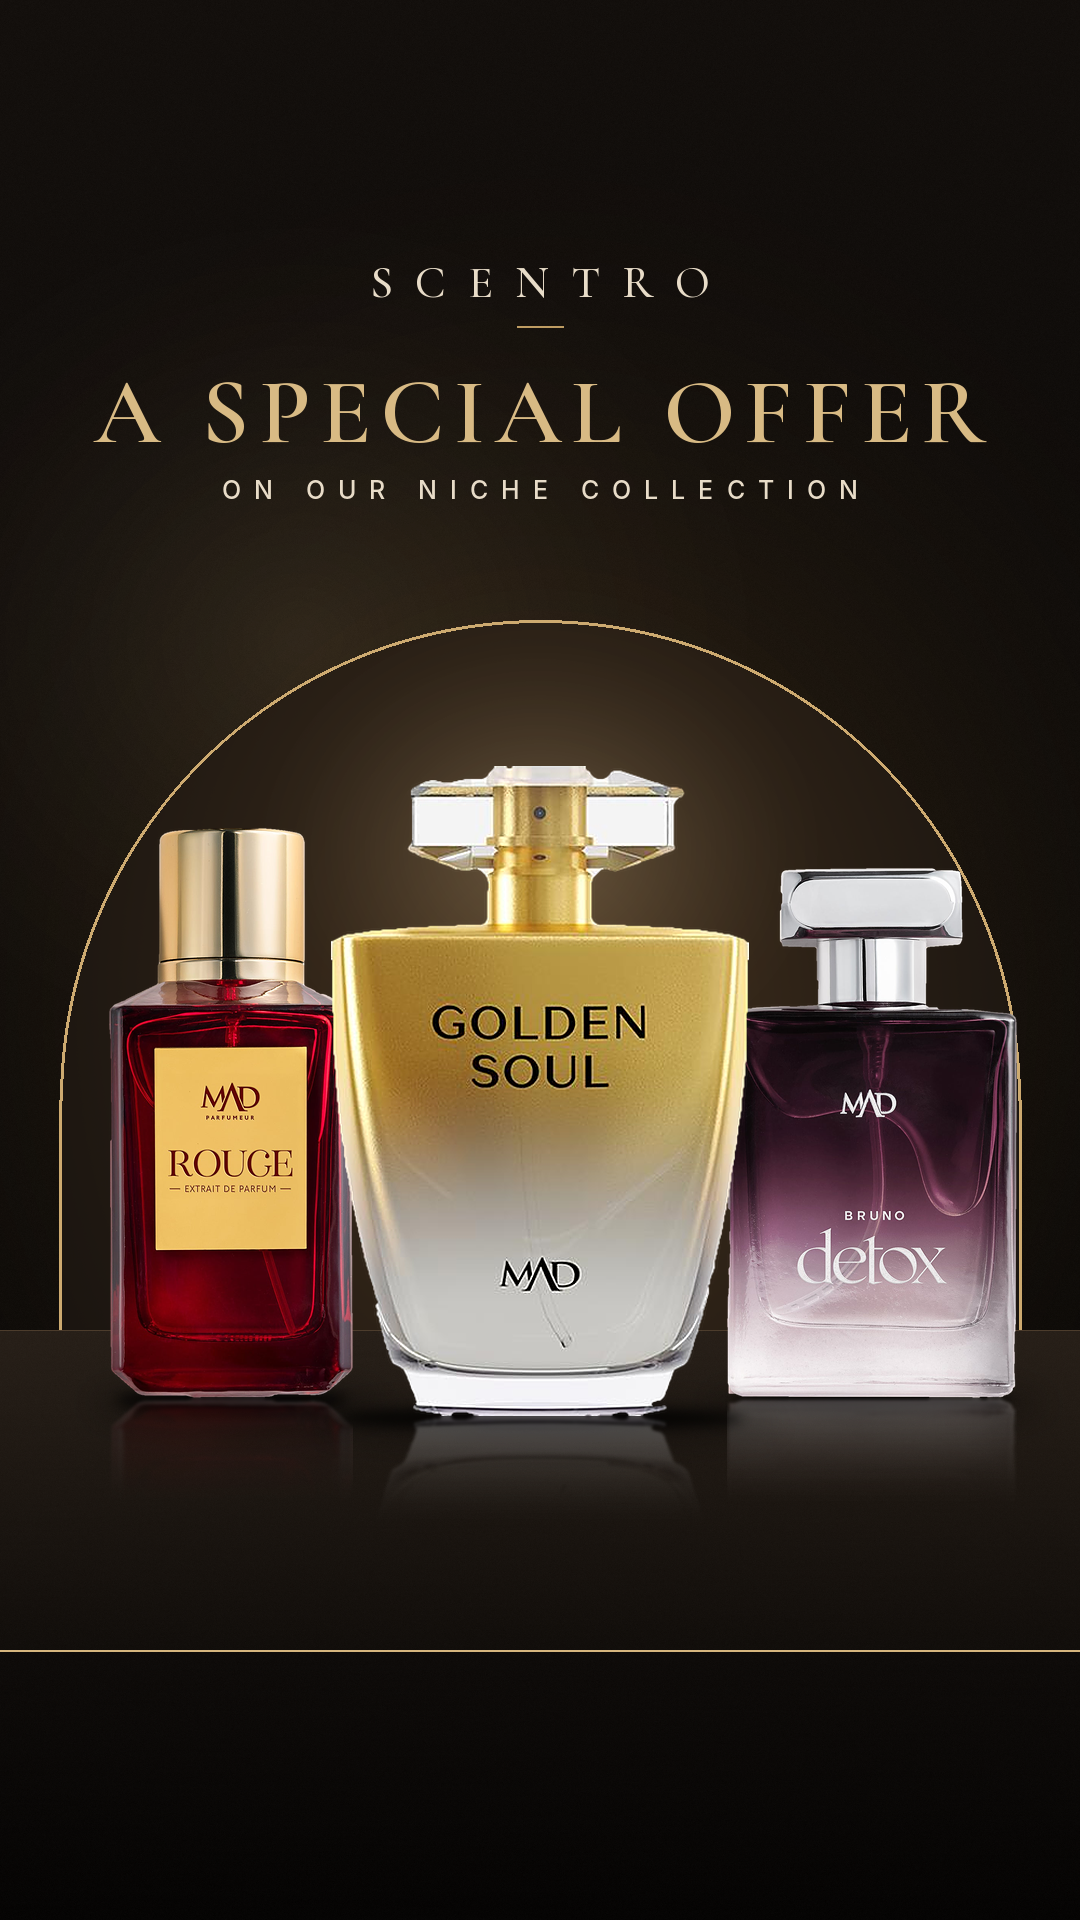 SCENTRO
A SPECIAL OFFER
ON OUR NICHE COLLECTION
MAD
PARFUMEUR
ROUGE
EXTRAIT DE PARFUM
GOLDEN
SOUL
MAD
MAD
BRUNO
detox